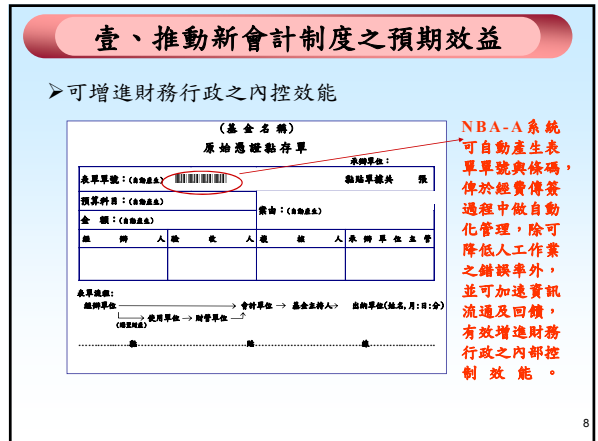 壹、推動新會計制度之預期效益
➢可增進財務行政之內控效能
(基 金 名 稱)
原始憑證黏存單
承辦單位：
表單單號：(自動產生)
黏貼單據共 張
預算科目：(自動產生)
案由：(自動產生)
金 額：(自動產生)
經 辦 人 驗 收 人 複 核 人 承 辦 單 位 主 管
表單流程:
經辦單位 → 會計單位 → 基金主持人→ 出納單位(姓名,月:日:分)
→ 使用單位 → 財管單位
(購置財產)
黏 貼 線
NBA-A系統
可自動產生表
單單號與條碼，
俾於經費傳簽
過程中做自動
化管理，除可
降低人工作業
之錯誤率外，
並可加速資訊
流通及回饋，
有效增進財務
行政之內部控
制效能。
8